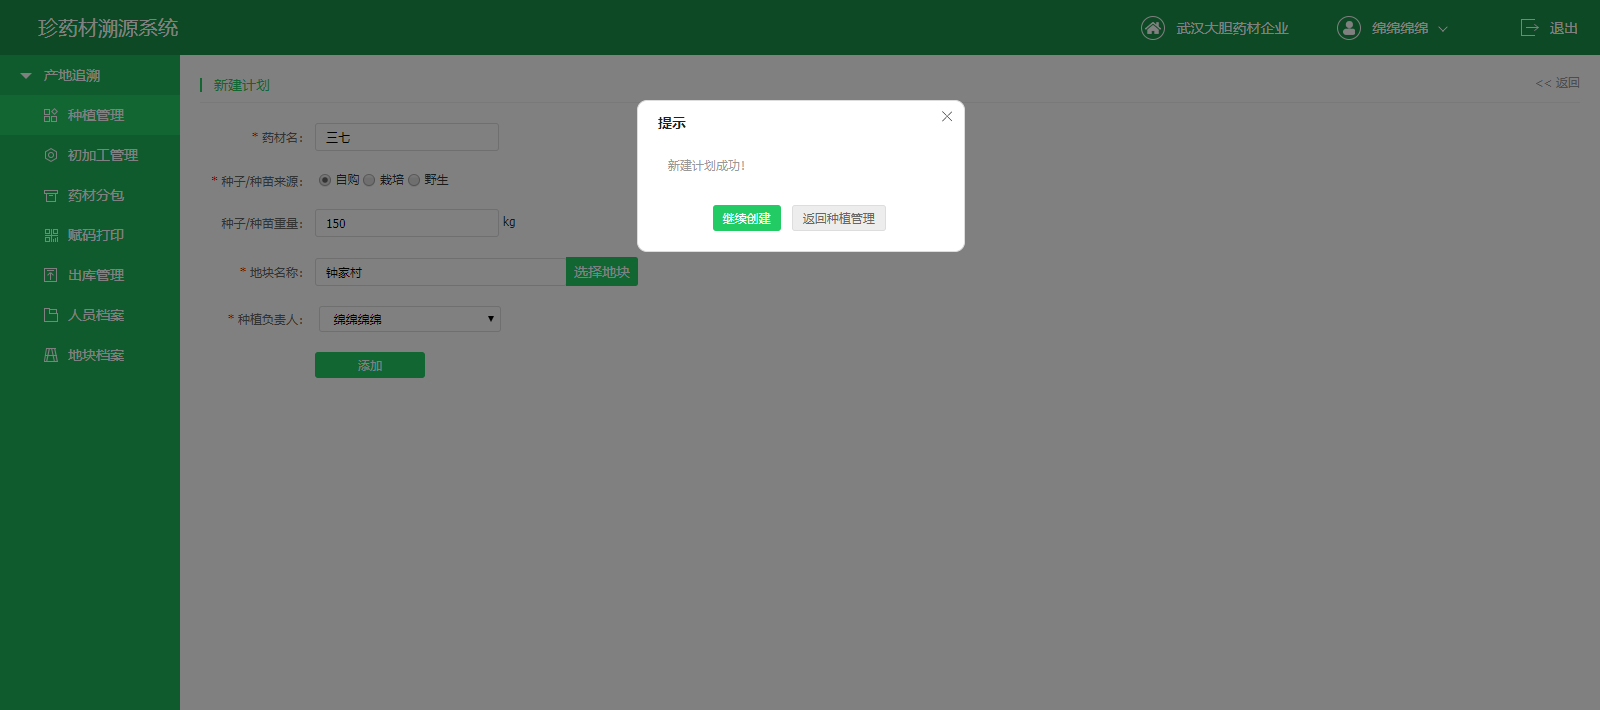 珍药材溯源系统
武汉大胆药材企业
绵绵绵绵
退出
产地追溯
种植管理
初加工管理
药材分包
赋码打印
出库管理
人员档案
地块档案
新建计划
<< 返回
* 药材名： 三七
* 种子/种苗来源： 自购 栽培 野生
种子/种苗重量： 150 kg
* 地块名称： 钟家村 选择地块
* 种植负责人： 绵绵绵绵
添加
提示
新建计划成功!
继续创建 返回种植管理